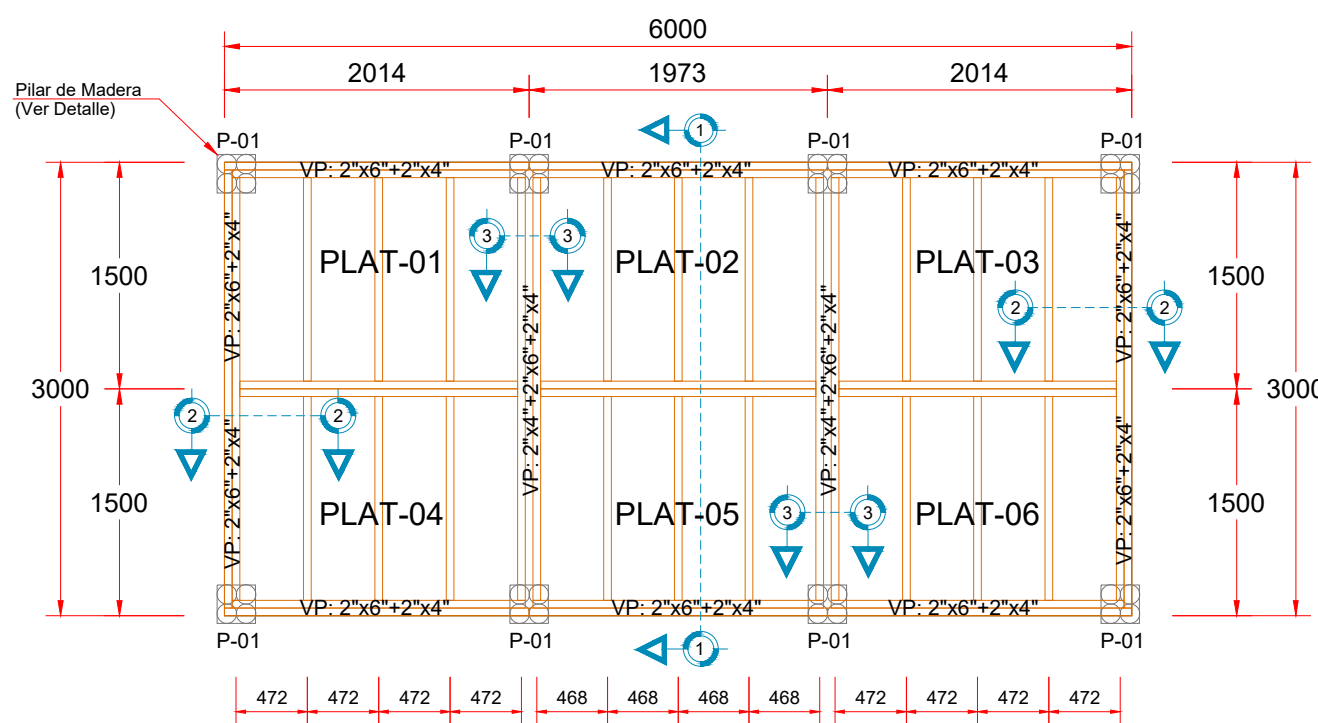 6000
2014
1973
2014
Pilar de Madera
(Ver Detalle)
1
P-01
P-01
P-01
P-01
VP: 2"x6"+2"x4"
VP: 2"x6"+2"x4"
VP: 2"x6"+2"x4"
VP: 2"x6"+2"x4"
VP: 2"x6"+2"x4"
3
3
PLAT-01
PLAT-02
PLAT-03
1500
1500
2
2
VP: 2"x4"+2"x6"+2"x4"
VP: 2"x4"+2"x6"+2"x4"
3000
3000
2
2
VP: 2"x6"+2"x4"
VP: 2"x6"+2"x4"
1500
1500
PLAT-04
PLAT-05
PLAT-06
3
3
VP: 2"x6"+2"x4"
VP: 2"x6"+2"x4"
VP: 2"x6"+2"x4"
P-01
P-01
P-01
P-01
1
472
472
472
472
468
468
468
468
472
472
472
472